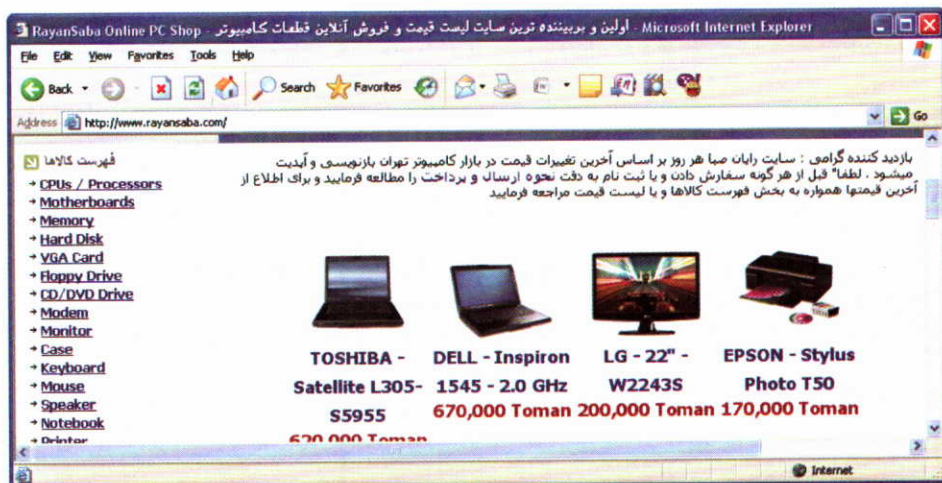 RayanSaba Online PC Shop - اولین و پربیننده ترین سایت لیست قیمت و فروش آنلاین قطعات کامپیوتر - Microsoft Internet Explorer
File Edit View Favorites Tools Help
Back Search Favorites
Address http://www.rayansaba.com/ Go
فهرست کالاها
CPUs / Processors
Motherboards
Memory
Hard Disk
VGA Card
Floppy Drive
CD/DVD Drive
Modem
Monitor
Case
Keyboard
Mouse
Speaker
Notebook
Printer
بازدید کننده گرامی : سایت رایان صبا هر روز بر اساس آخرین تغییرات قیمت در بازار کامپیوتر تهران بازنویسی و آپدیت
میشود . لطفا" قبل از هر گونه سفارش دادن و یا ثبت نام به دقت نحوه ارسال و پرداخت را مطالعه فرمایید و برای اطلاع از
آخرین قیمتها همواره به بخش فهرست کالاها و یا لیست قیمت مراجعه فرمایید
TOSHIBA -
Satellite L305-
S5955
620,000 Toman
DELL - Inspiron
1545 - 2.0 GHz
670,000 Toman
LG - 22" -
W2243S
200,000 Toman
EPSON - Stylus
Photo T50
170,000 Toman
Internet